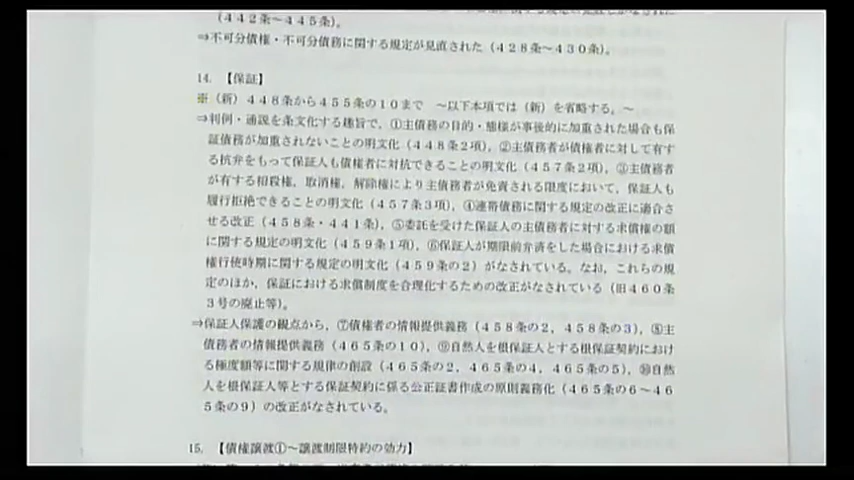 （４４２条～４４５条）。
⇒不可分債権・不可分債務に関する規定が見直された（４２８条～４３０条）。
14. 【保証】
※（新）４４８条から４５５条の１０まで ～以下本項では（新）を省略する。～
⇒判例・通説を条文化する趣旨で、①主債務の目的・態様が事後的に加重された場合も保
証債務が加重されないことの明文化（４４８条２項）、②主債務者が債権者に対して有す
る抗弁をもって保証人も債権者に対抗できることの明文化（４５７条２項）、③主債務者
が有する相殺権、取消権、解除権により主債務者が免責される限度において、保証人も
履行拒絶できることの明文化（４５７条３項）、④連帯債務に関する規定の改正に適合さ
せる改正（４５８条・４４１条）、⑤委託を受けた保証人の主債務者に対する求償権の額
に関する規定の明文化（４５９条１項）、⑥保証人が期限前弁済をした場合における求償
権行使時期に関する規定の明文化（４５９条の２）がなされている。なお、これらの規
定のほか、保証における求償制度を合理化するための改正がなされている（旧４６０条
３号の廃止等）。
⇒保証人保護の観点から、⑦債権者の情報提供義務（４５８条の２，４５８条の３）、⑧主
債務者の情報提供義務（４６５条の１０）、⑨自然人を根保証人とする根保証契約におけ
る極度額等に関する規律の創設（４６５条の２，４６５条の４，４６５条の５）、⑩自然
人を根保証人等とする保証契約に係る公正証書作成の原則義務化（４６５条の６～４６
５条の９）の改正がなされている。
15. 【債権譲渡①～譲渡制限特約の効力】